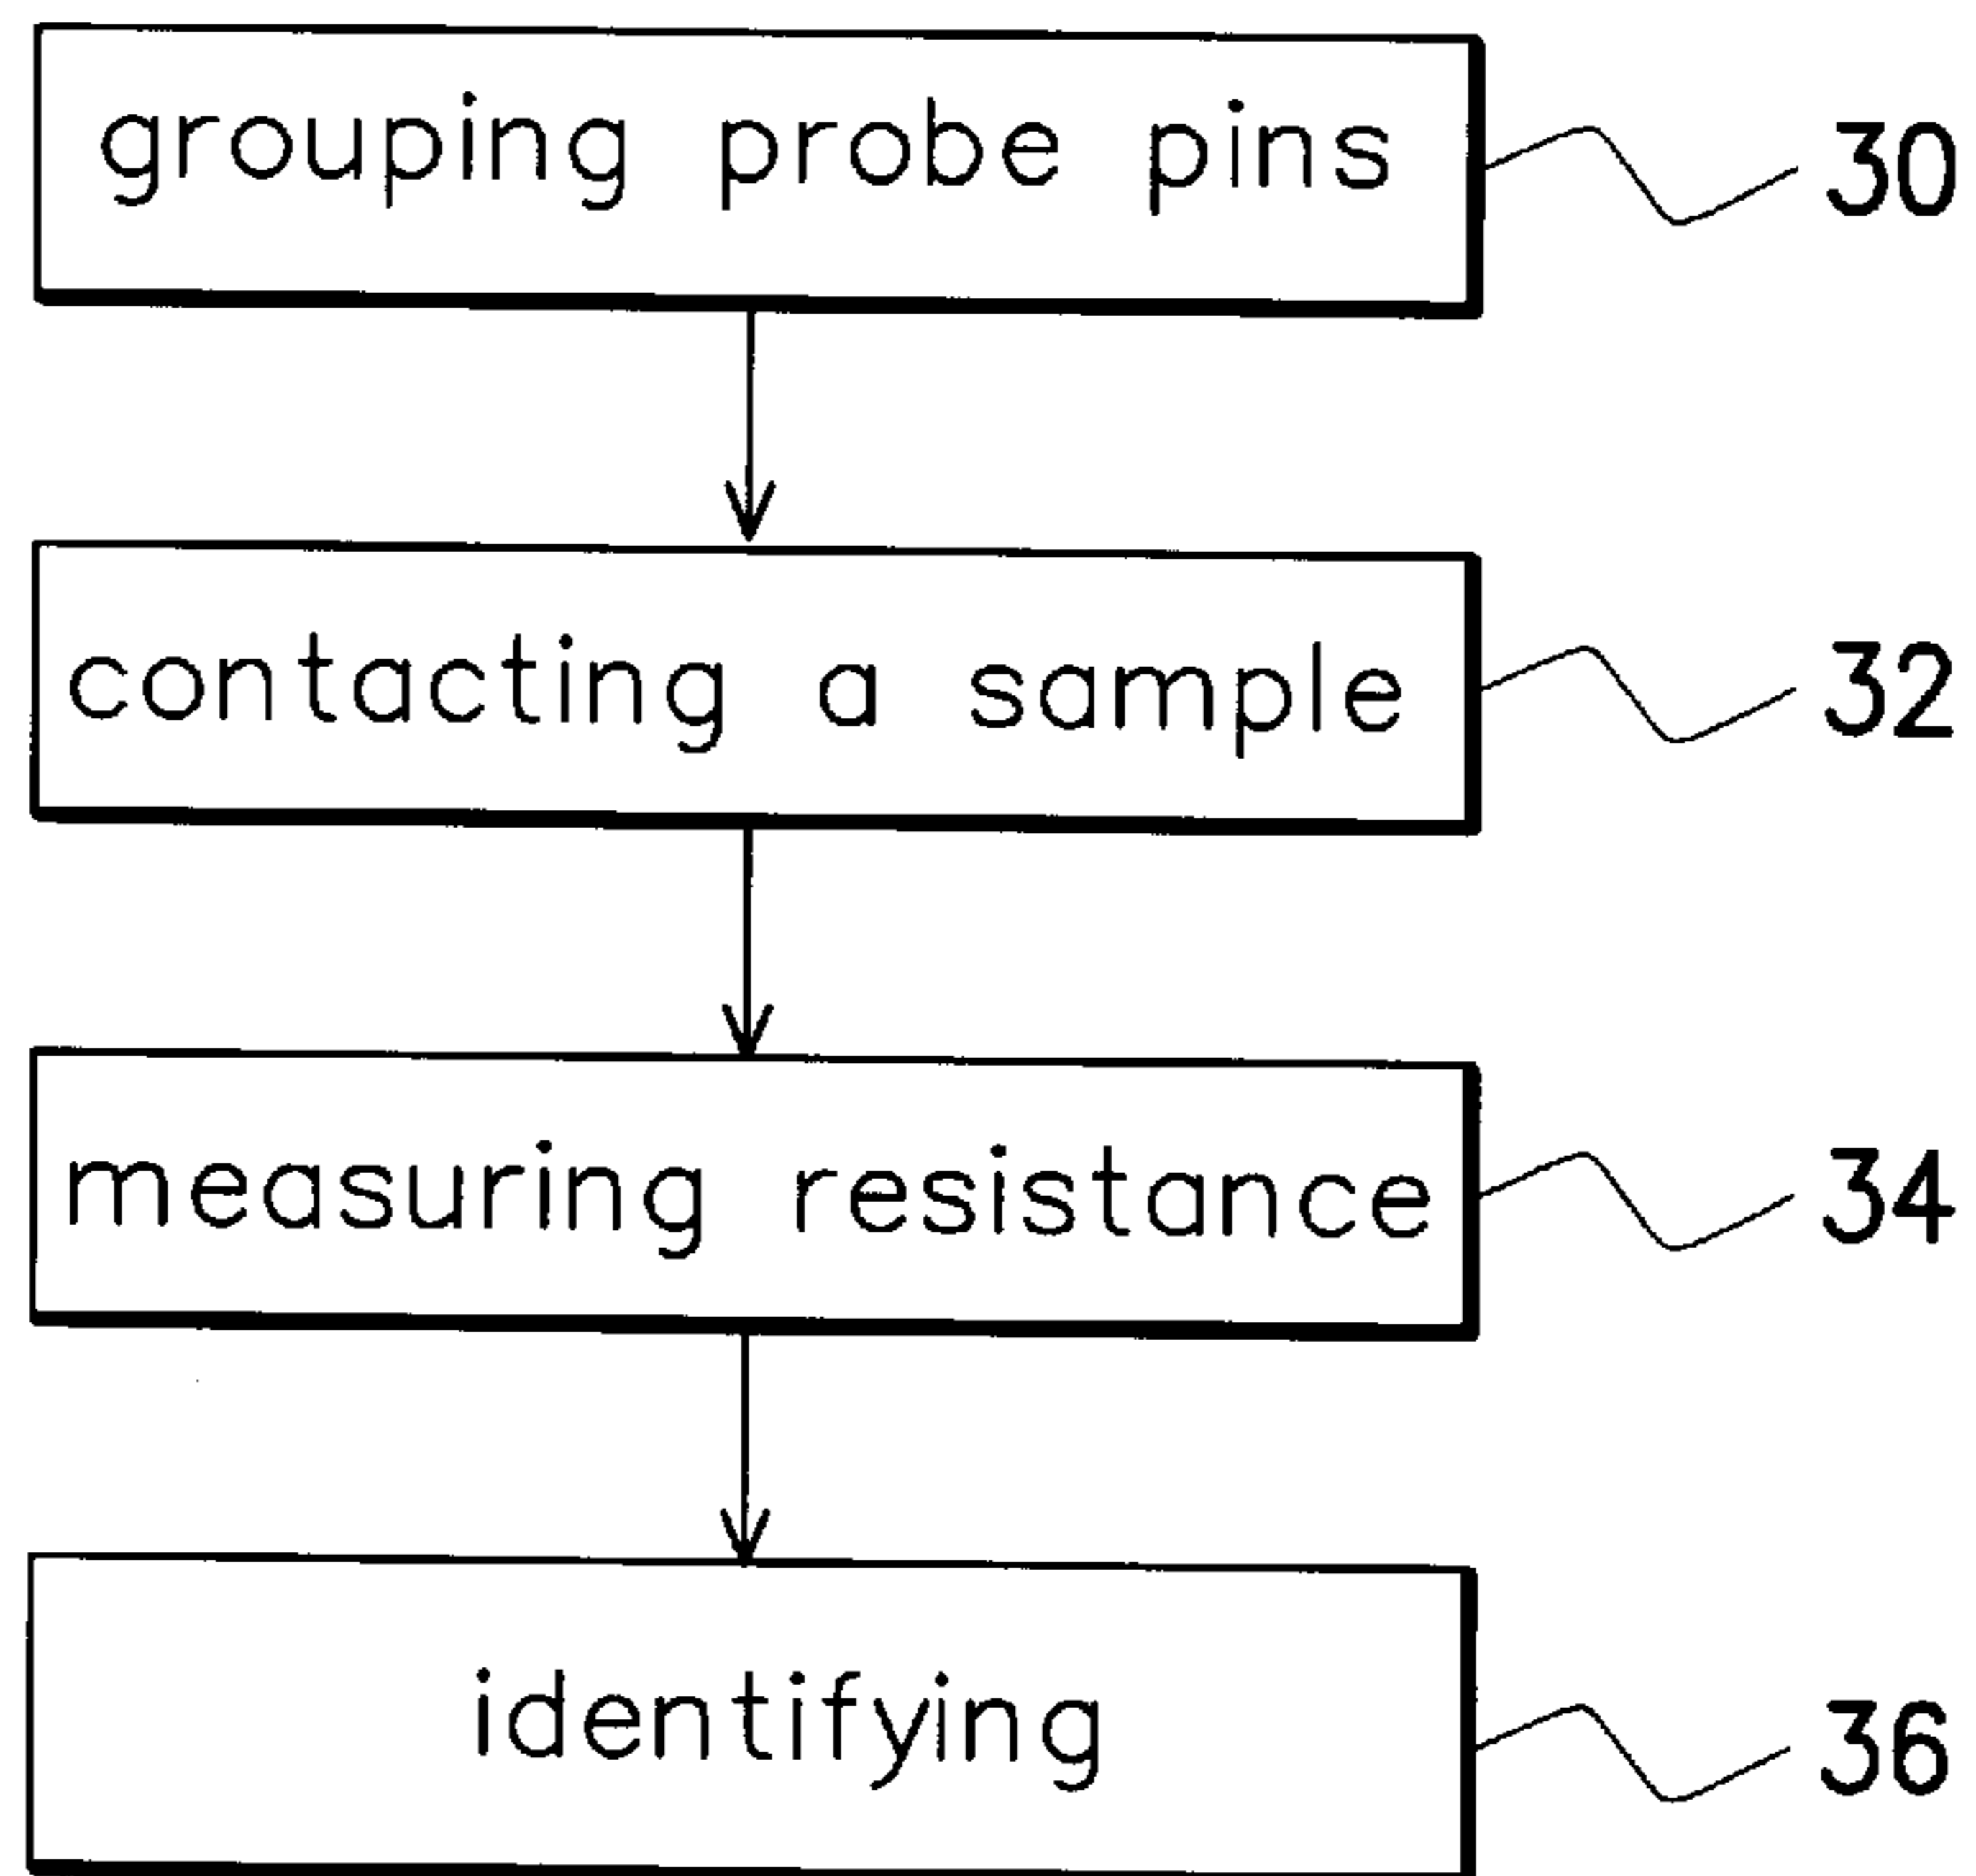 grouping probe pins 30
contacting a sample 32
measuring resistance 34
identifying 36